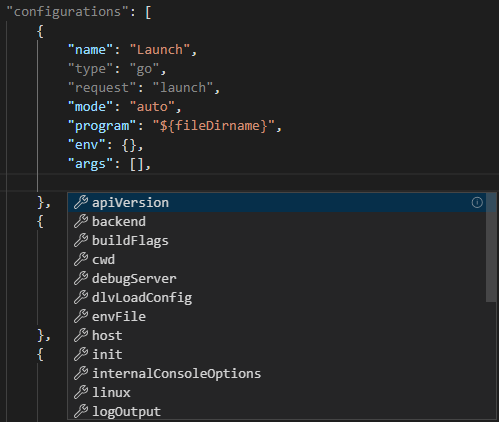 "configurations": [
{
"name": "Launch",
"type": "go",
"request": "launch",
"mode": "auto",
"program": "${fileDirname}",
"env": {},
"args": [],
},
apiVersion
{
backend
buildFlags
cwd
debugServer
dlvLoadConfig
envFile
},
host
{
init
internalConsoleOptions
linux
logOutput